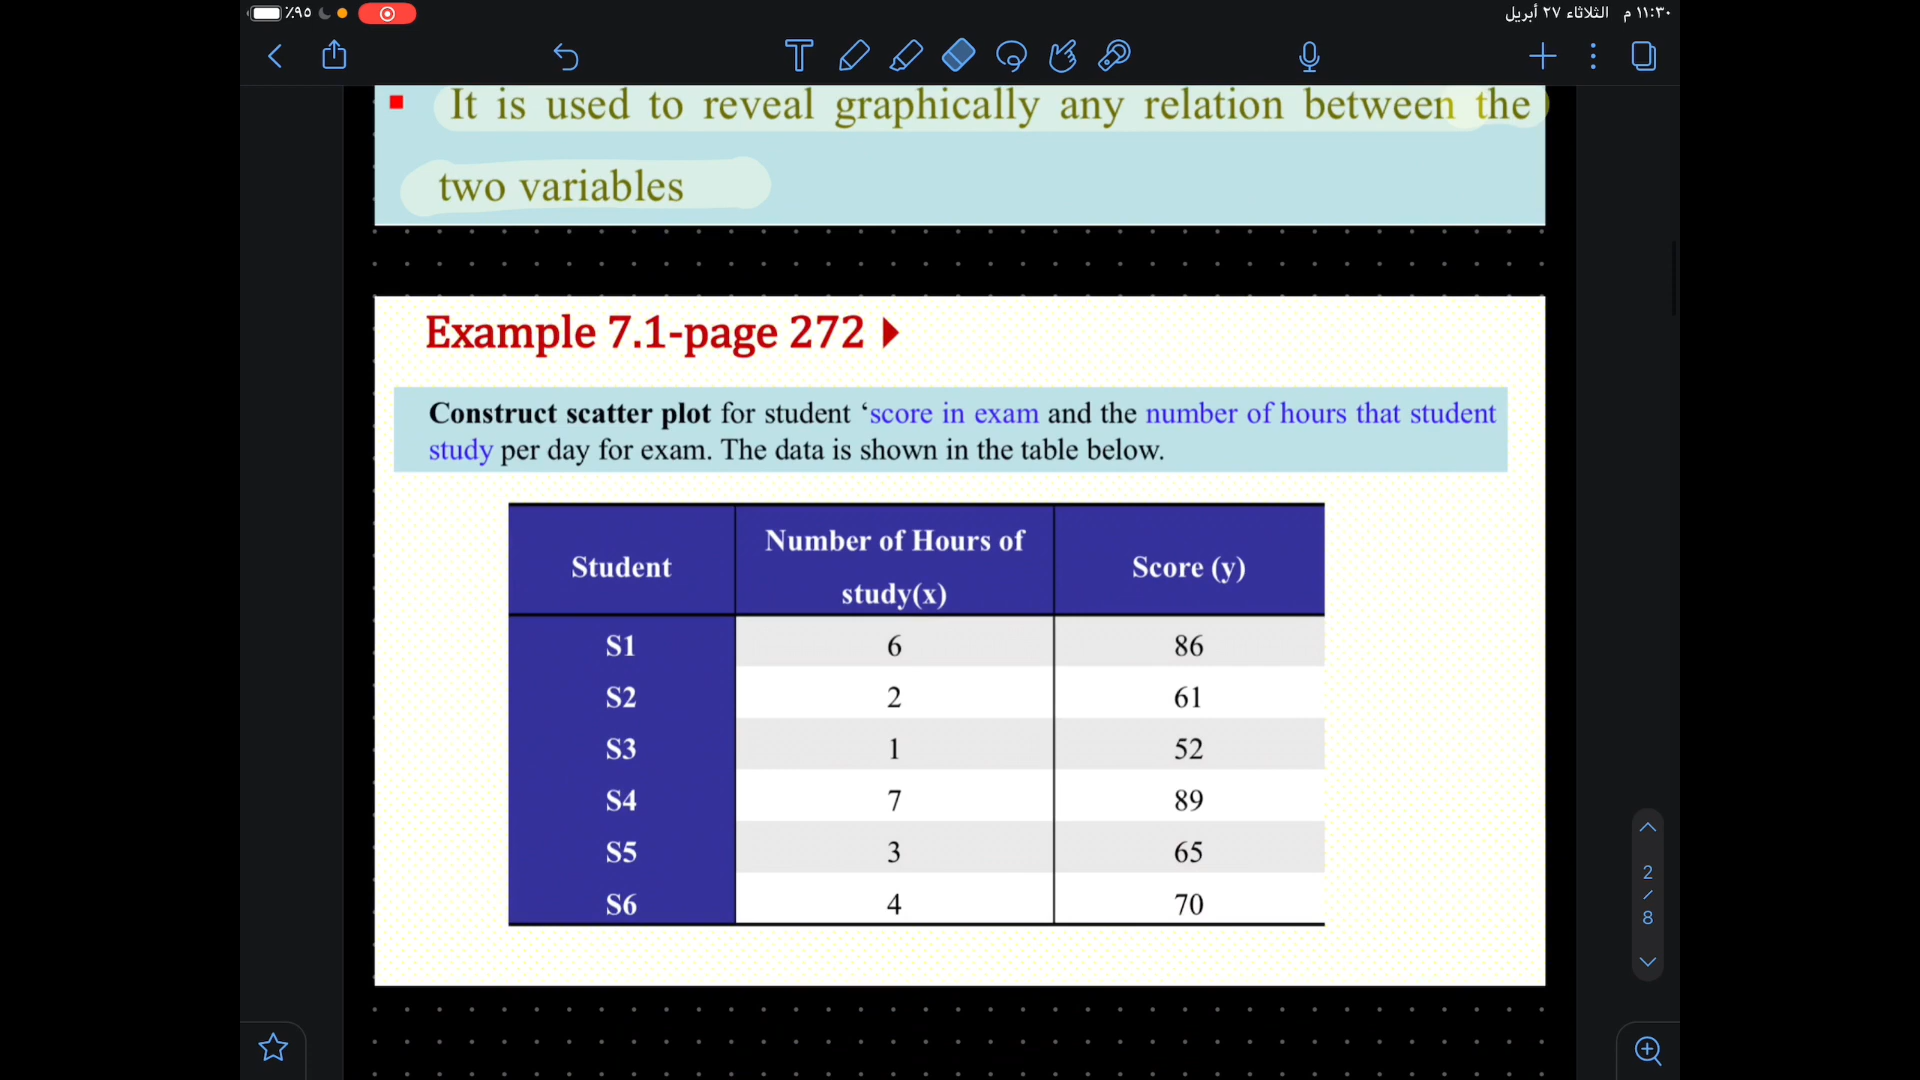 ٪٩٥
١١:٣٠ م الثلاثاء ٢٧ أبريل
It is used to reveal graphically any relation between the
two variables
Example 7.1-page 272
Construct scatter plot for student ‘score in exam and the number of hours that student
study per day for exam. The data is shown in the table below.
Student Number of Hours of study(x) Score (y)
S1 6 86
S2 2 61
S3 1 52
S4 7 89
S5 3 65
S6 4 70
2
/
8